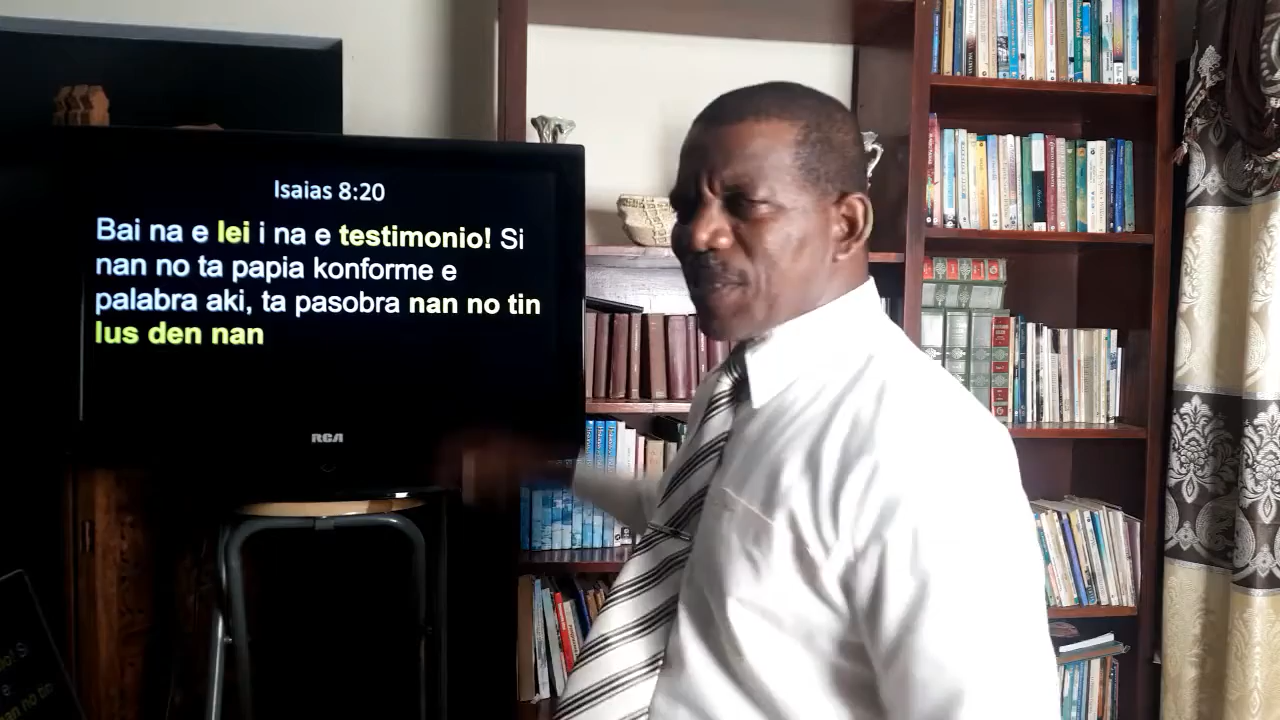 Isaias 8:20
Bai na e lei i na e testimonio! Si
nan no ta papia konforme e
palabra aki, ta pasobra nan no tin
lus den nan
RCA